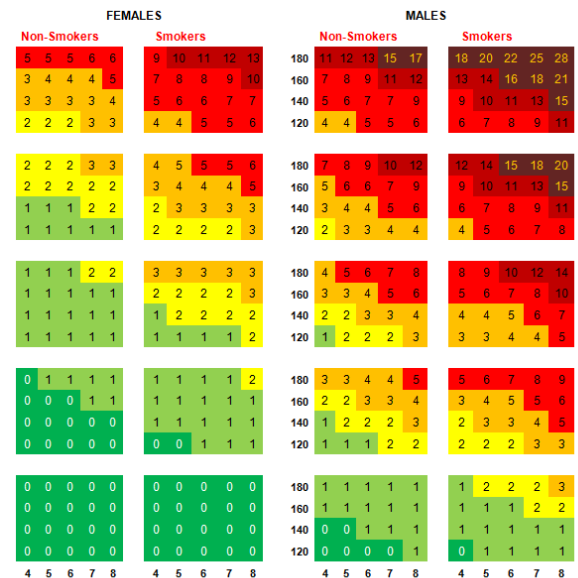 FEMALES MALES
Non-Smokers Smokers Non-Smokers Smokers
5 5 5 6 6 9 10 11 12 13 180 11 12 13 15 17 18 20 22 25 28
3 4 4 4 5 7 8 8 9 10 160 7 8 9 11 12 13 14 16 18 21
3 3 3 3 4 5 6 6 7 7 140 5 6 7 7 9 9 10 11 13 15
2 2 2 3 3 4 4 5 5 6 120 4 4 5 5 6 6 7 8 9 11
2 2 2 3 3 4 5 5 5 6 180 7 8 9 10 12 12 14 15 18 20
2 2 2 2 2 3 4 4 4 5 160 5 6 6 7 9 9 10 11 13 15
1 1 1 2 2 2 3 3 3 3 140 3 4 4 5 6 6 7 8 9 11
1 1 1 1 1 2 2 2 2 3 120 2 3 3 4 4 4 5 6 7 8
1 1 1 2 2 3 3 3 3 3 180 4 5 6 7 8 8 9 10 12 14
1 1 1 1 1 2 2 2 2 3 160 3 3 4 5 6 5 6 7 8 10
1 1 1 1 1 1 2 2 2 2 140 2 2 3 3 4 4 4 5 6 7
1 1 1 1 1 1 1 1 1 2 120 1 2 2 2 3 3 3 4 4 5
0 1 1 1 1 1 1 1 1 2 180 3 3 4 4 5 5 6 7 8 9
0 0 0 1 1 1 1 1 1 1 160 2 2 3 3 4 3 4 5 5 6
0 0 0 0 0 1 1 1 1 1 140 1 2 2 2 3 2 3 3 4 5
0 0 0 0 0 0 0 1 1 1 120 1 1 1 2 2 2 2 2 3 3
0 0 0 0 0 0 0 0 0 0 180 1 1 1 1 1 1 2 2 2 3
0 0 0 0 0 0 0 0 0 0 160 1 1 1 1 1 1 1 1 2 2
0 0 0 0 0 0 0 0 0 0 140 0 0 1 1 1 1 1 1 1 1
0 0 0 0 0 0 0 0 0 0 120 0 0 0 0 1 0 1 1 1 1
4 5 6 7 8 4 5 6 7 8 4 5 6 7 8 4 5 6 7 8